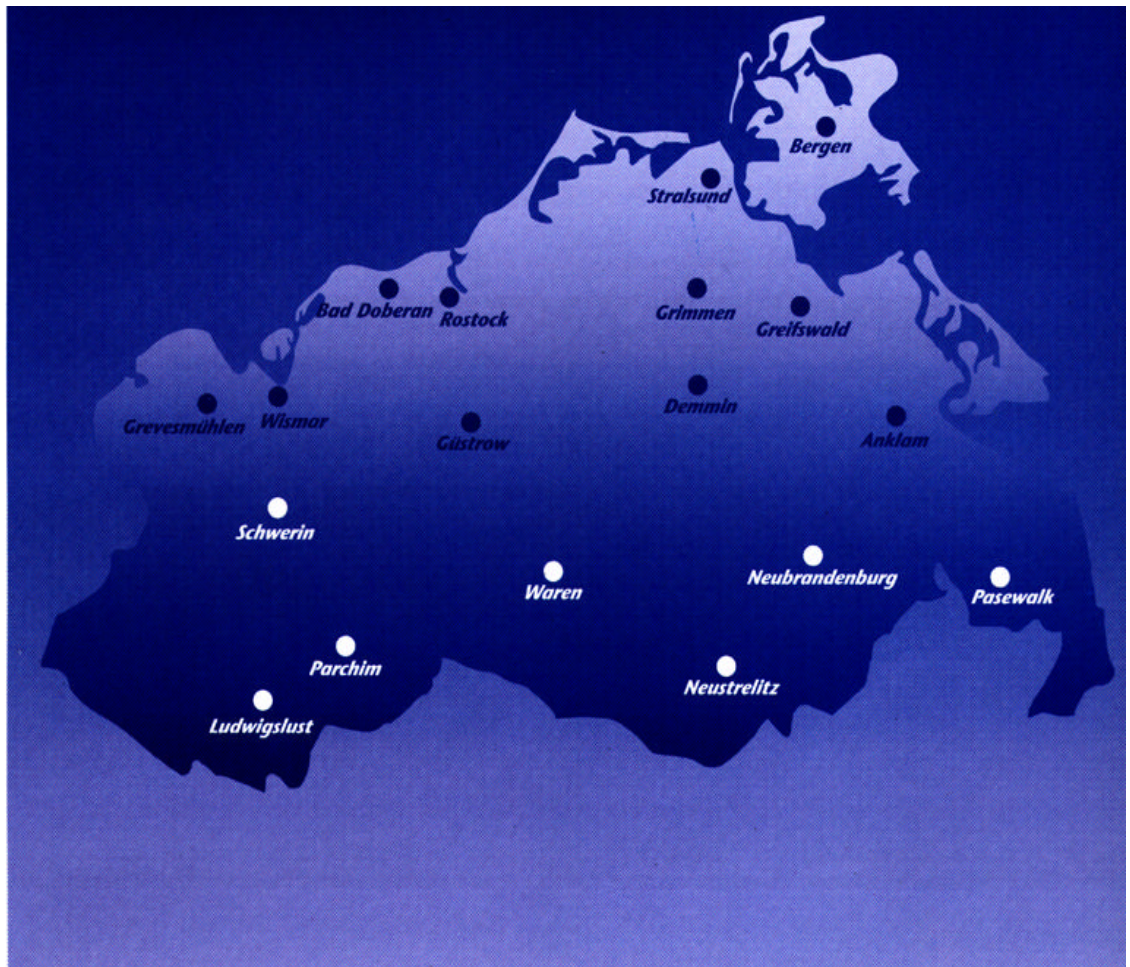 Bergen
Stralsund
Bad Doberan
Rostock
Grimmen
Greifswald
Grevesmühlen
Wismar
Demmin
Güstrow
Anklam
Schwerin
Waren
Neubrandenburg
Pasewalk
Parchim
Neustrelitz
Ludwigslust